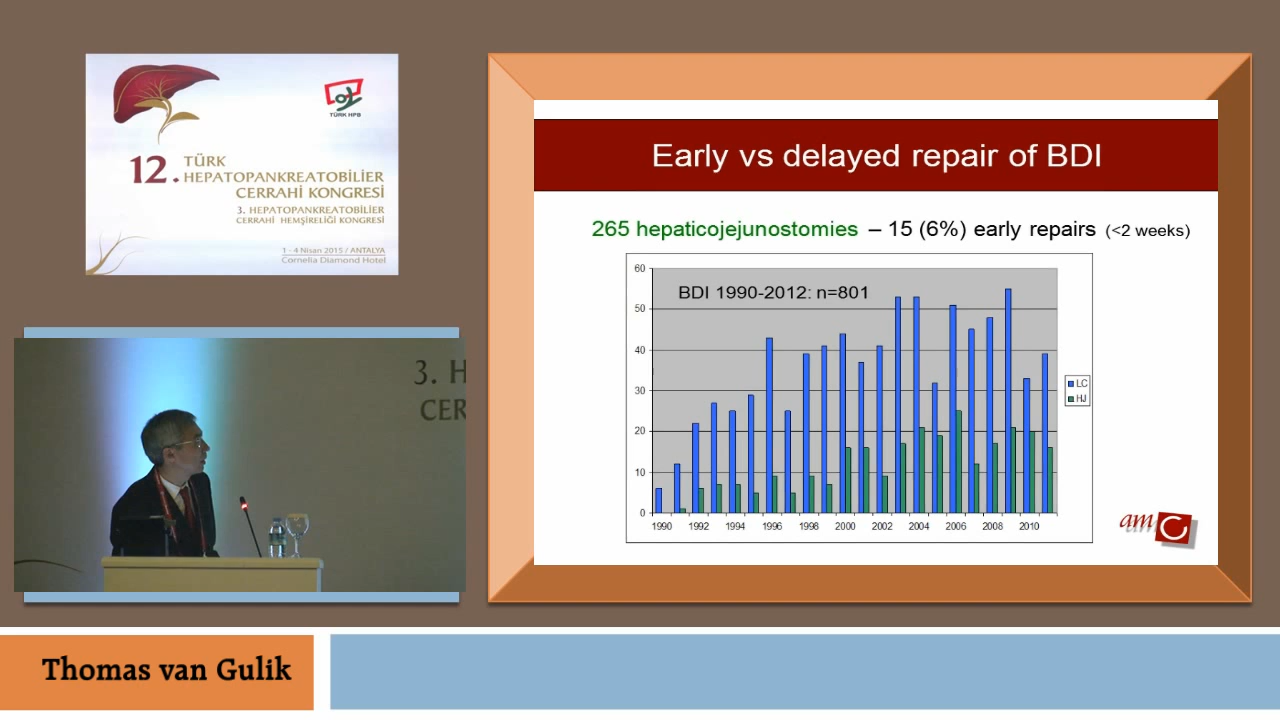 TÜRK HPB
12. TÜRK
HEPATOPANKREATOBİLİER
CERRAHİ KONGRESİ
3. HEPATOPANKREATOBİLİER
CERRAHİ HEMŞİRELİĞİ KONGRESİ
1 - 4 Nisan 2015 / ANTALYA
Cornelia Diamond Hotel
3. H
CER
Thomas van Gulik
Early vs delayed repair of BDI
265 hepaticojejunostomies – 15 (6%) early repairs (<2 weeks)
BDI 1990-2012: n=801
60
50
40
30
20
10
0
1990 1992 1994 1996 1998 2000 2002 2004 2006 2008 2010
LC
HJ
amc